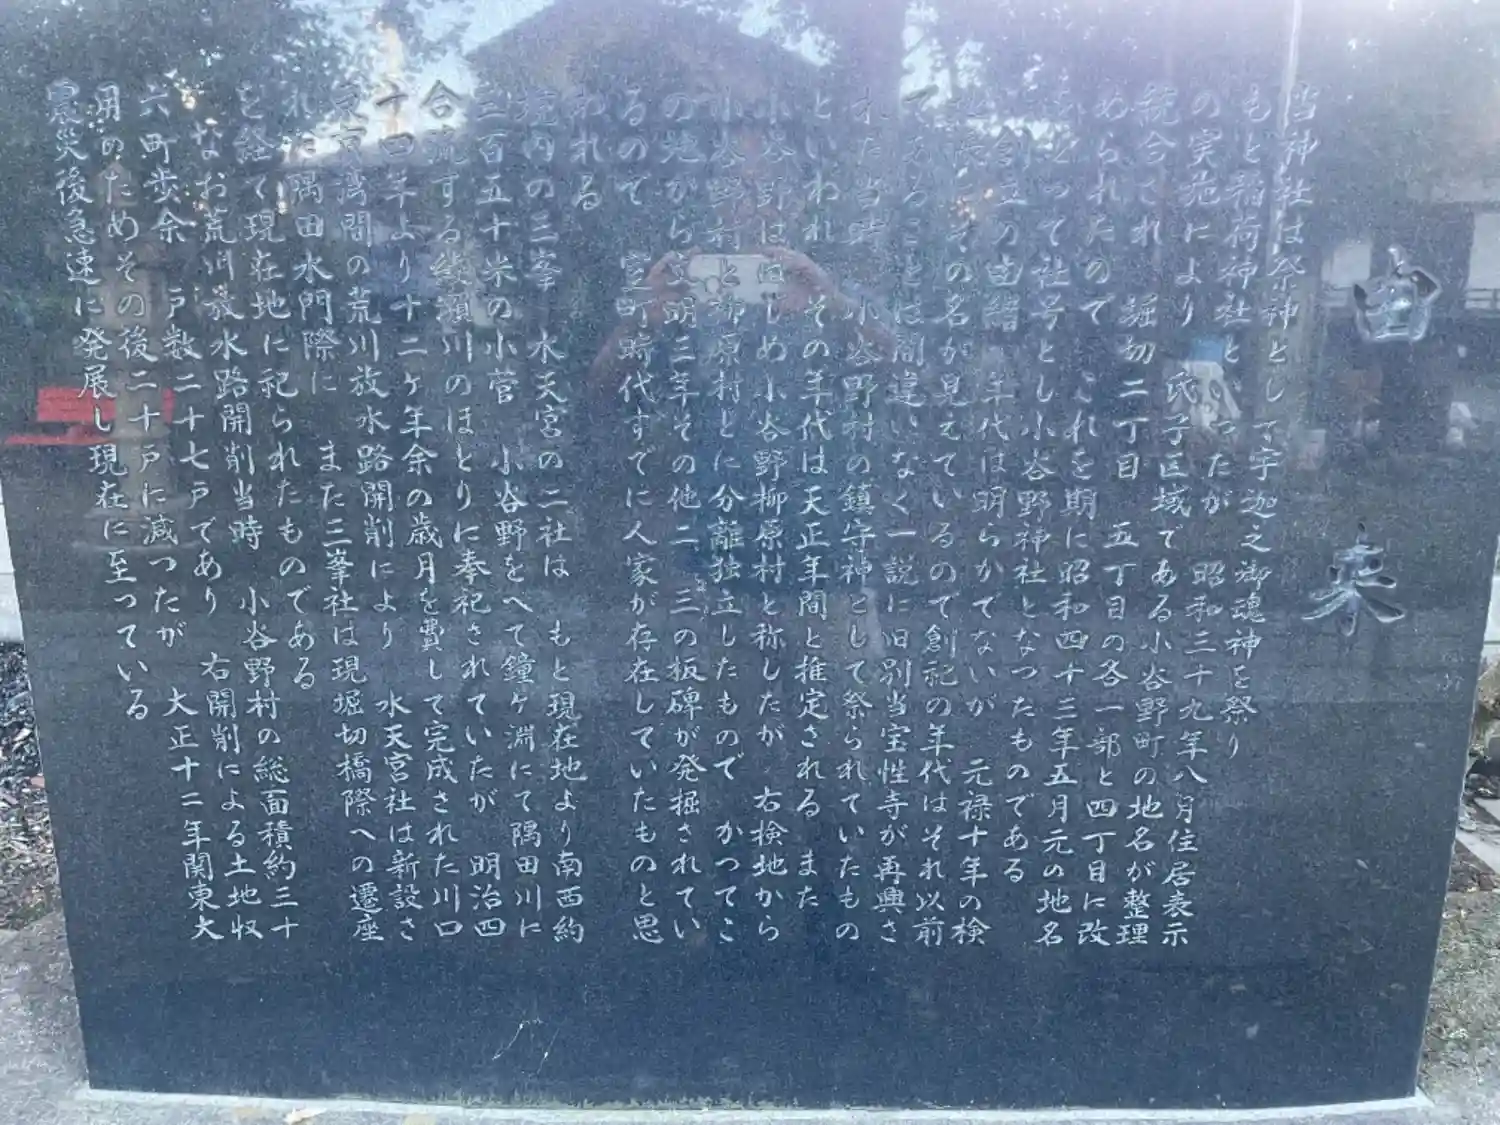 由来
当神社は祭神として宇迦之御魂神を祭り
もと稲荷神社といったが 昭和三十九年八月住居表示
の実施により 氏子区域である小谷野町の地名が整理
統合され 堀切二丁目 五丁目の各一部と四丁目に改
められたので これを期に昭和四十三年五月元の地名
をとって社号とし小谷野神社となつたものである
創立の由緒 年代は明らかでないが 元禄十年の検
地帳にその名が見えているので創祀の年代はそれ以前
であることは間違いなく一説に旧別当宝性寺が再興さ
れた当時 小谷野村の鎮守神として祭られていたもの
といわれ その年代は天正年間と推定される また
小谷野ははじめ小谷野柳原村と称したが 右検地から
小谷野村と柳原村とに分離独立したもので かつてこ
の地から文明三年その他二 三の板碑が発掘されてい
るので 室町時代すでに人家が存在していたものと思
われる
境内の三峯 水天宮の二社は もと現在地より南西約
三百五十米の小菅 小谷野をへて鐘ヶ淵にて隅田川に
合流する綾瀬川のほとりに奉祀されていたが 明治四
十四年より十二ヶ年余の歳月を費して完成された川口
東京湾間の荒川放水路開削により 水天宮社は新設さ
れた隅田水門際に また三峯社は現堀切橋際への遷座
を経て現在地に祀られたものである
なお荒川放水路開削当時 小谷野村の総面積約三十
六町歩余 戸数二十七戸であり 右開削による土地収
用のためその後二十戸に減つたが 大正十二年関東大
震災後急速に発展し現在に至っている